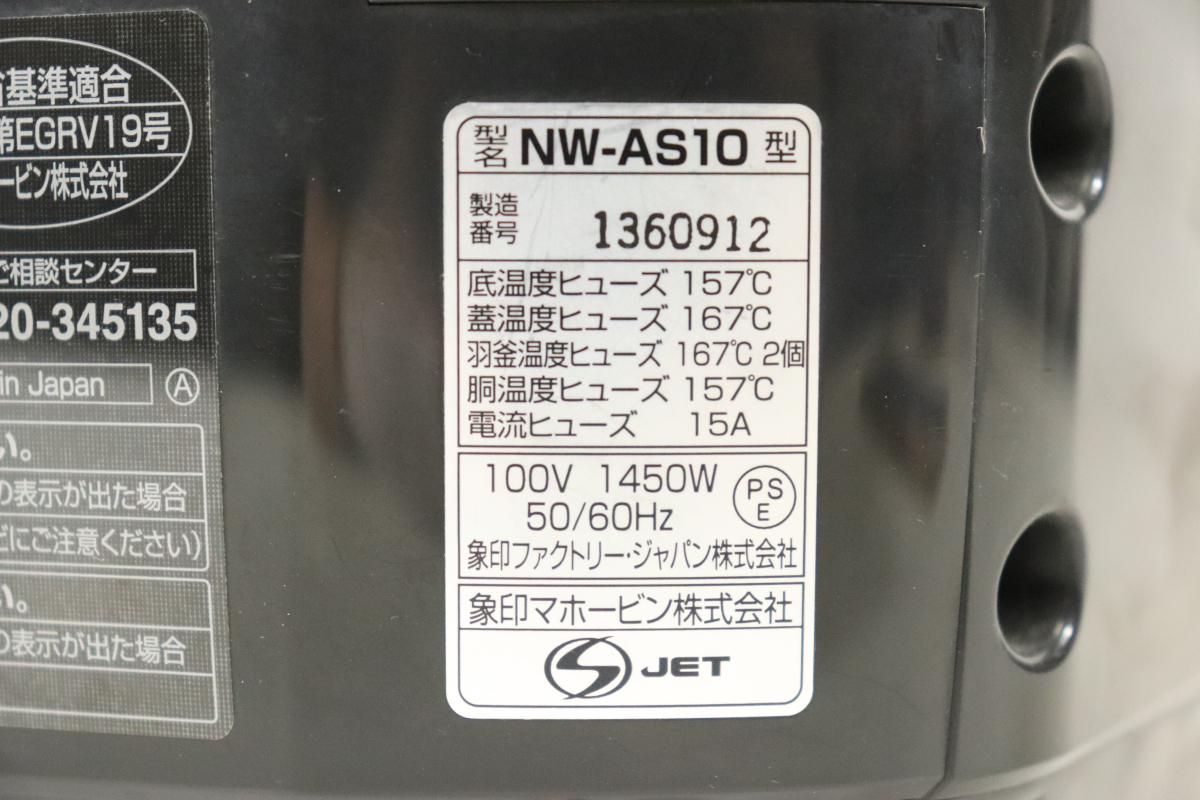 基準適合
第EGRV19号
ービン株式会社
ご相談センター
20-345135
in Japan
A
い。
の表示が出た場合
どにご注意ください)
い。
の表示が出た場合
型名 NW-AS10 型
製造番号 1360912
底温度ヒューズ 157℃
蓋温度ヒューズ 167℃
羽釜温度ヒューズ 167℃ 2個
胴温度ヒューズ 157℃
電流ヒューズ 15A
100V 1450W
50/60Hz
PSE
象印ファクトリー・ジャパン株式会社
象印マホービン株式会社
S JET